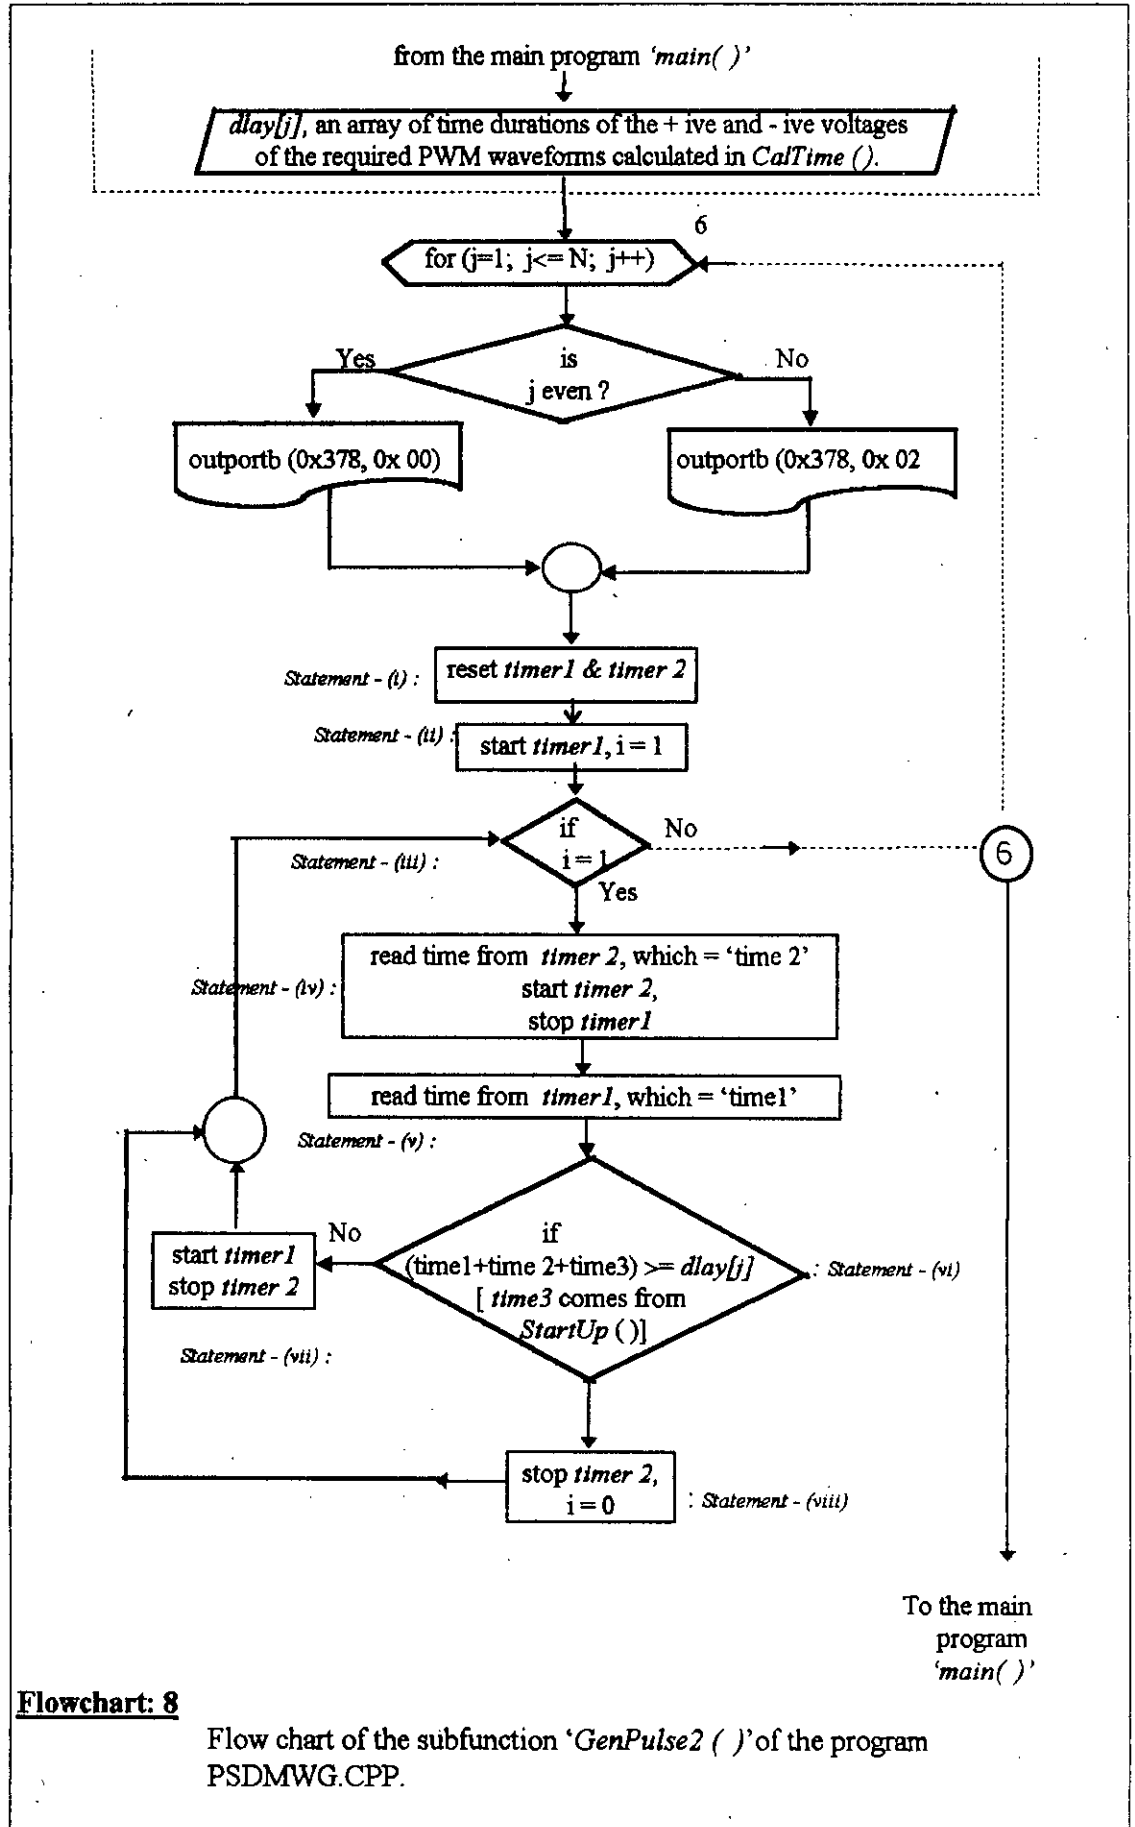 from the main program ‘main( )’
dlay[j], an array of time durations of the + ive and - ive voltages
of the required PWM waveforms calculated in CalTime ().
6
for (j=1; j<= N; j++)
Yes
is
j even ?
No
outportb (0x378, 0x 00)
outportb (0x378, 0x 02
Statement - (i) :
reset timer1 & timer 2
Statement - (ii) :
start timer1, i = 1
if
i = 1
No
6
Statement - (iii) :
Yes
read time from timer 2, which = ‘time 2’
Statement - (iv) :
start timer 2,
stop timer1
read time from timer1, which = ‘time1’
Statement - (v) :
No
start timer1
stop timer 2
if
(time1+time 2+time3) >= dlay[j]
[ time3 comes from
StartUp ( )]
: Statement - (vi)
Statement - (vii) :
stop timer 2,
i = 0
: Statement - (viii)
To the main
program
‘main( )’
Flowchart: 8
Flow chart of the subfunction ‘GenPulse2 ( )’of the program
PSDMWG.CPP.